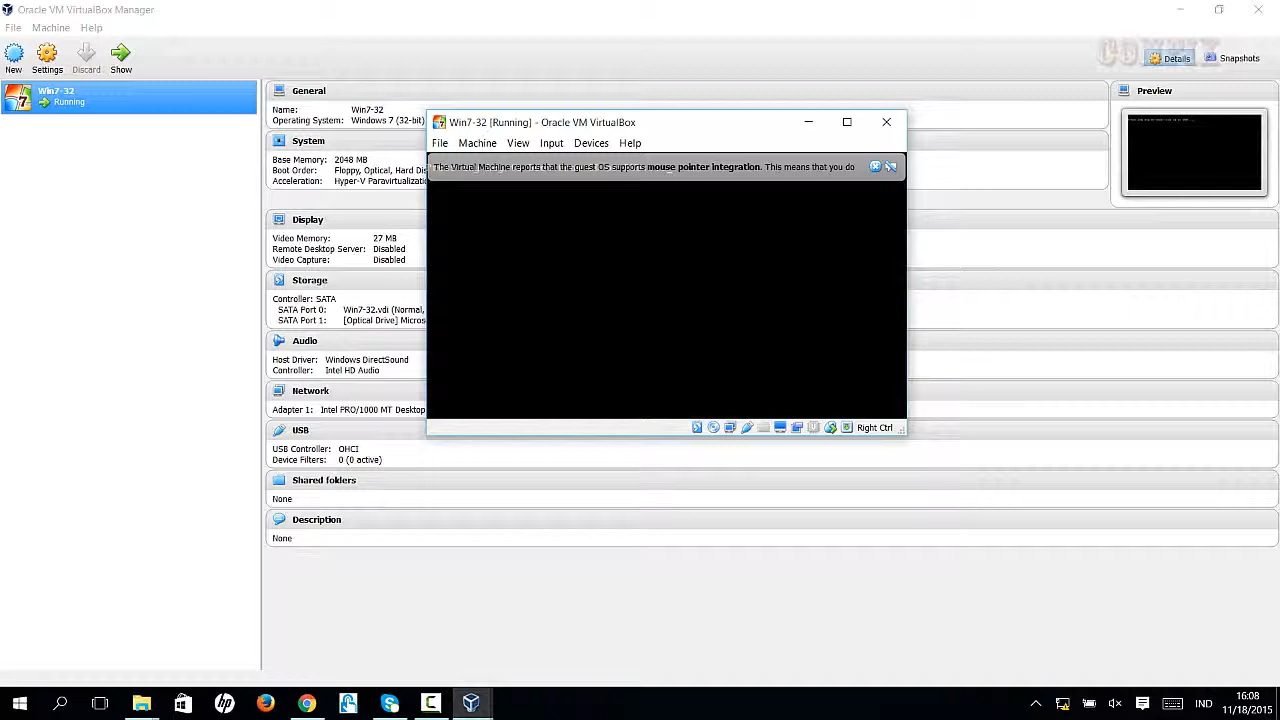 Oracle VM VirtualBox Manager
File Machine Help
New Settings Discard Show
Details Snapshots
Win7-32
Running
General
Name: Win7-32
Operating System: Windows 7 (32-bit)
System
Base Memory: 2048 MB
Boot Order: Floppy, Optical, Hard Dis
Acceleration: Hyper-V Paravirtualizati
Display
Video Memory: 27 MB
Remote Desktop Server: Disabled
Video Capture: Disabled
Storage
Controller: SATA
SATA Port 0: Win7-32.vdi (Normal,
SATA Port 1: [Optical Drive] Micros
Audio
Host Driver: Windows DirectSound
Controller: Intel HD Audio
Network
Adapter 1: Intel PRO/1000 MT Desktop
USB
USB Controller: OHCI
Device Filters: 0 (0 active)
Shared folders
None
Description
None
Preview
Win7-32 [Running] - Oracle VM VirtualBox
File Machine View Input Devices Help
The Virtual Machine reports that the guest OS supports mouse pointer integration. This means that you do
Right Ctrl
hp
IND
16:08
11/18/2015